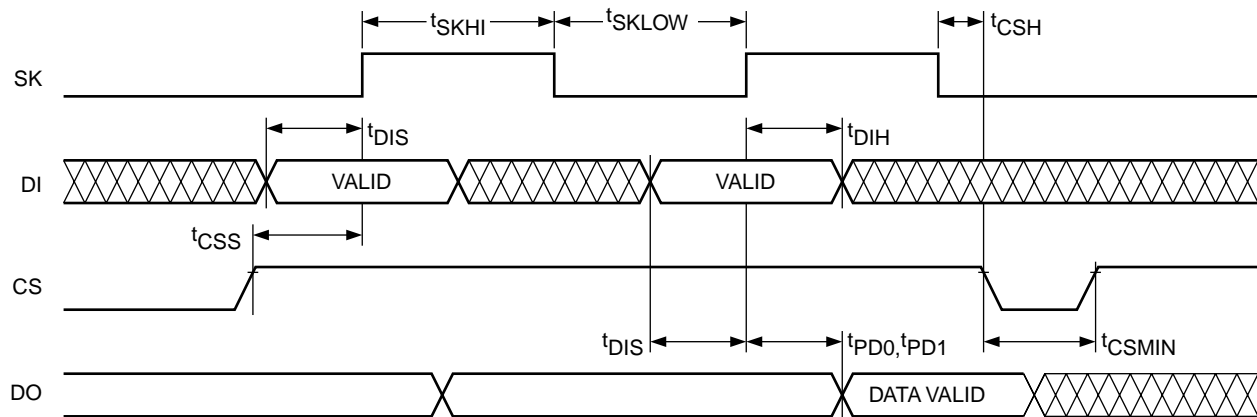 tSKHI tSKLOW tCSH
SK
tDIS tDIH
DI VALID VALID
tCSS
CS
tDIS tPD0,tPD1 tCSMIN
DO DATA VALID